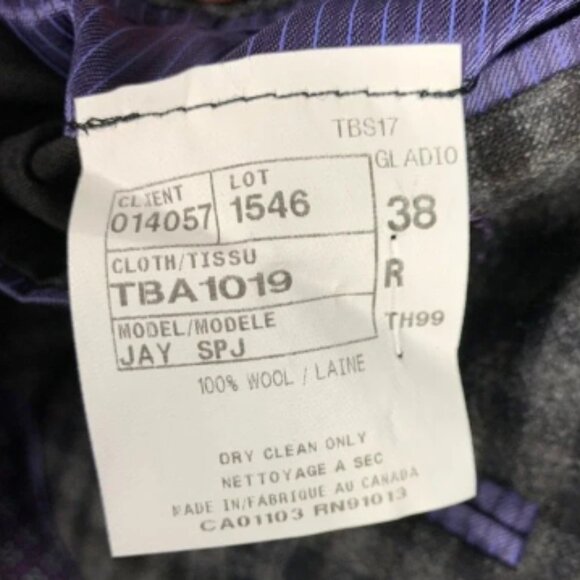 TBS17
GLADIO
CLIENT
014057
LOT
1546
38
CLOTH/TISSU
TBA1019
R
MODEL/MODELE
JAY SPJ
TH99
100% WOOL / LAINE
DRY CLEAN ONLY
NETTOYAGE A SEC
MADE IN/FABRIQUE AU CANADA
CA01103 RN91013